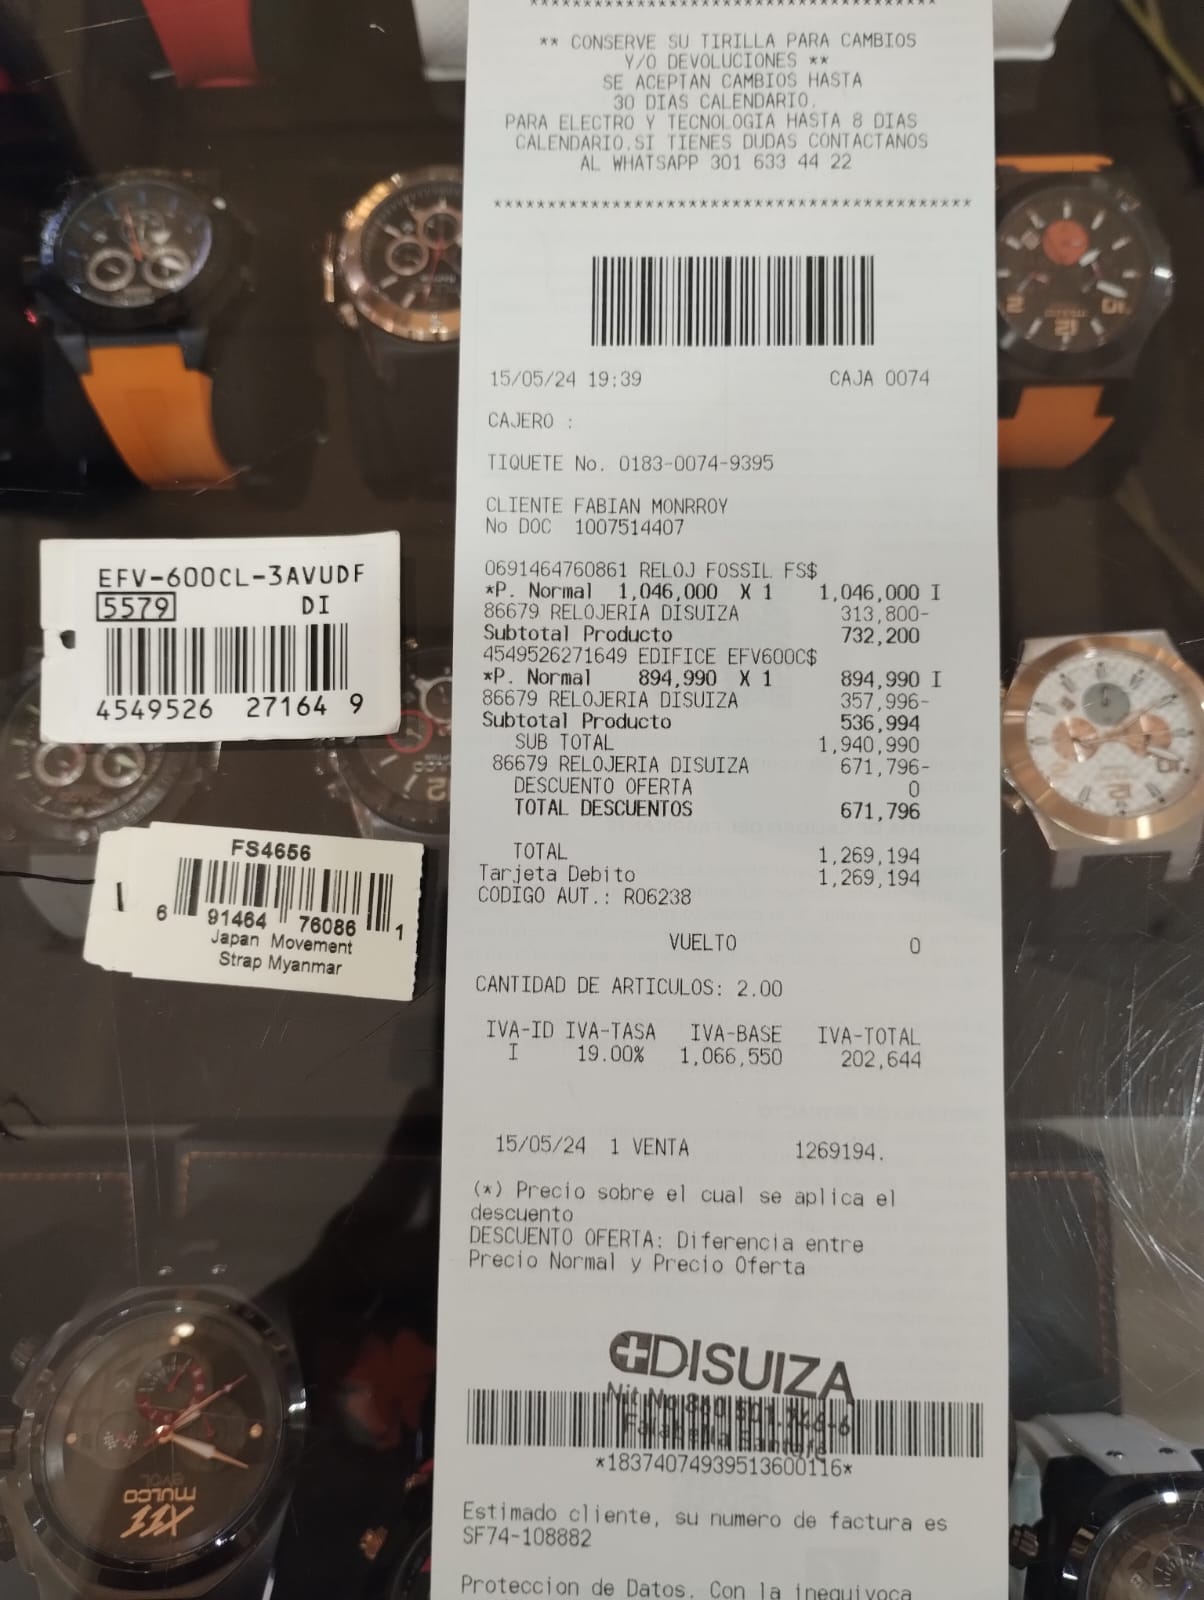 ** CONSERVE SU TIRILLA PARA CAMBIOS
Y/O DEVOLUCIONES **
SE ACEPTAN CAMBIOS HASTA
30 DIAS CALENDARIO.
PARA ELECTRO Y TECNOLOGIA HASTA 8 DIAS
CALENDARIO.SI TIENES DUDAS CONTACTANOS
AL WHATSAPP 301 633 44 22
15/05/24 19:39 CAJA 0074
CAJERO :
TIQUETE No. 0183-0074-9395
CLIENTE FABIAN MONRROY
No DOC 1007514407
0691464760861 RELOJ FOSSIL FS$
*P. Normal 1,046,000 X 1 1,046,000 I
86679 RELOJERIA DISUIZA 313,800-
Subtotal Producto 732,200
4549526271649 EDIFICE EFV600C$
*P. Normal 894,990 X 1 894,990 I
86679 RELOJERIA DISUIZA 357,996-
Subtotal Producto 536,994
SUB TOTAL 1,940,990
86679 RELOJERIA DISUIZA 671,796-
DESCUENTO OFERTA 0
TOTAL DESCUENTOS 671,796
TOTAL 1,269,194
Tarjeta Debito 1,269,194
CODIGO AUT.: R06238
VUELTO 0
CANTIDAD DE ARTICULOS: 2.00
IVA-ID IVA-TASA IVA-BASE IVA-TOTAL
I 19.00% 1,066,550 202,644
15/05/24 1 VENTA 1269194.
(*) Precio sobre el cual se aplica el
descuento
DESCUENTO OFERTA: Diferencia entre
Precio Normal y Precio Oferta
DISUIZA
Nit No 860 501.746-6
Falabella Santafe
*18374074939513600116*
Estimado cliente, su numero de factura es
SF74-108882
Proteccion de Datos. Con la inequivoca
EFV-600CL-3AVUDF
5579 DI
4549526 27164 9
FS4656
6 91464 76086 1
Japan Movement
Strap Myanmar
MULCO
EVOL